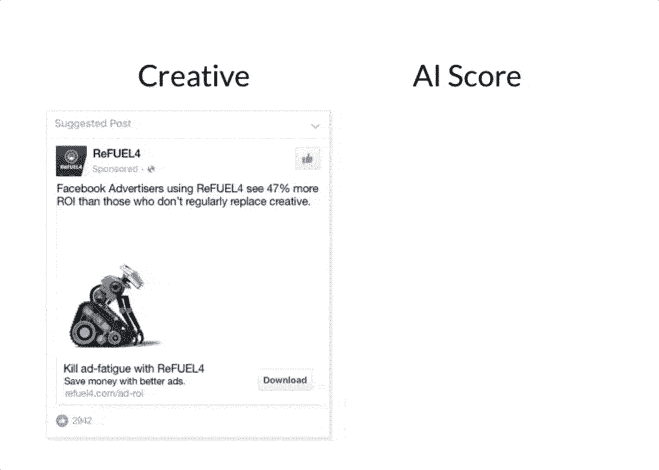 Creative
AI Score
Suggested Post
ReFUEL4
ReFUEL4
Sponsored ·
Facebook Advertisers using ReFUEL4 see 47% more
ROI than those who don't regularly replace creative.
Kill ad-fatigue with ReFUEL4
Save money with better ads.
Download
refuel4.com/ad-roi
2942